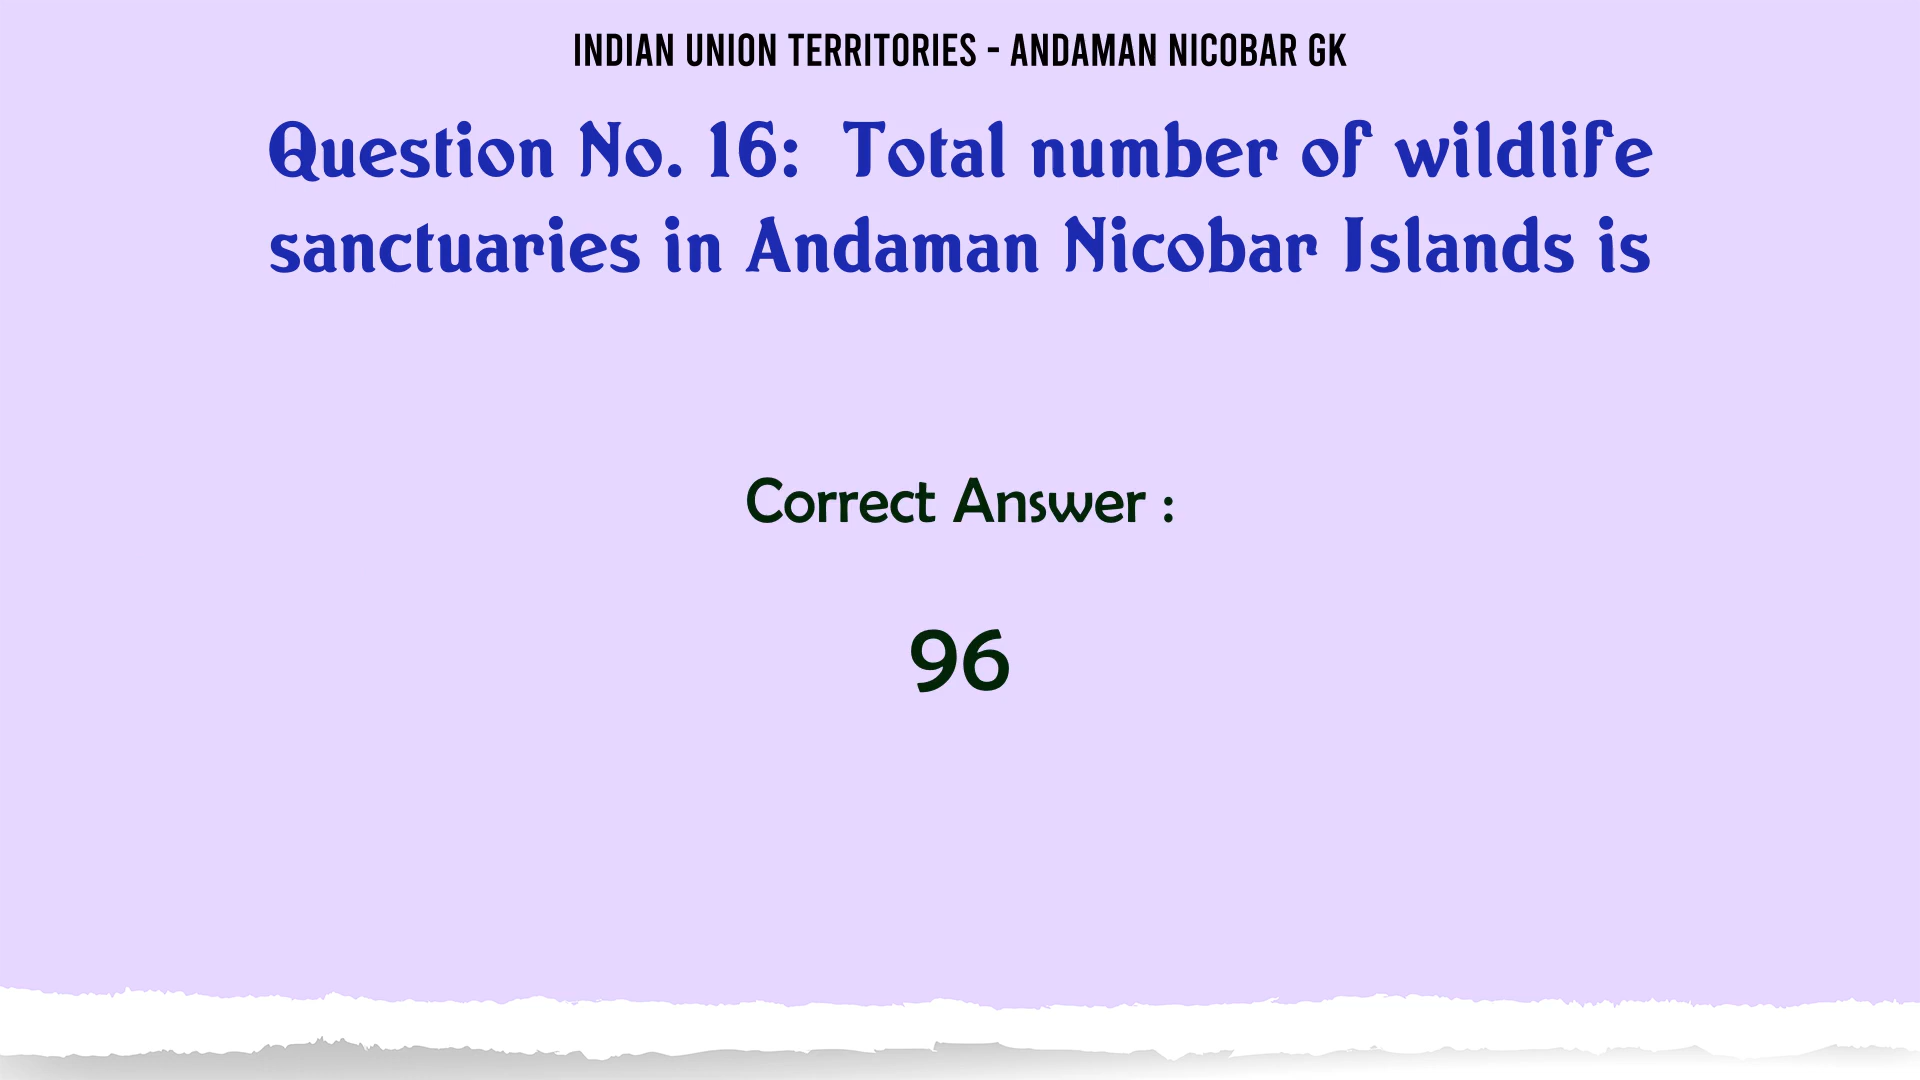 INDIAN UNION TERRITORIES - ANDAMAN NICOBAR GK
Question No. 16: Total number of wildlife
sanctuaries in Andaman Nicobar Islands is
Correct Answer :
96